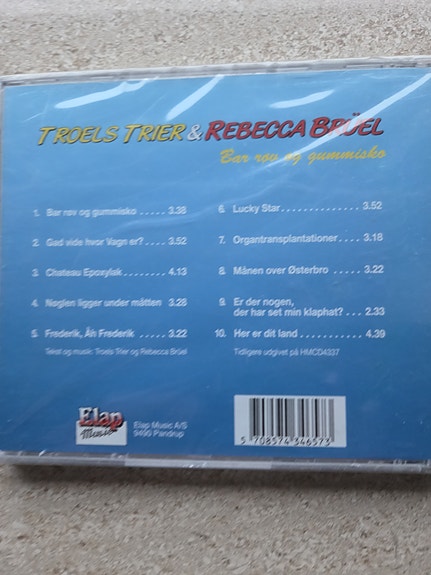 TROELS TRIER & REBECCA BRÜEL
Bar røv og gummisko
1. Bar røv og gummisko ..... 3.38
2. Gad vide hvor Vagn er? ... 3.52
3. Chateau Epoxylak ......... 4.13
4. Nøglen ligger under måtten 3.28
5. Frederik, Åh Frederik ..... 3.22
Tekst og musik: Troels Trier og Rebecca Brüel
6. Lucky Star .............. 3.52
7. Organtransplantationer .... 3.18
8. Månen over Østerbro ..... 3.22
9. Er der nogen,
der har set min klaphat? ... 2.33
10. Her er dit land ........... 4.39
Tidligere udgivet på HMCD4337
Elap
Music
Elap Music A/S
9490 Pandrup
5 708574 346573